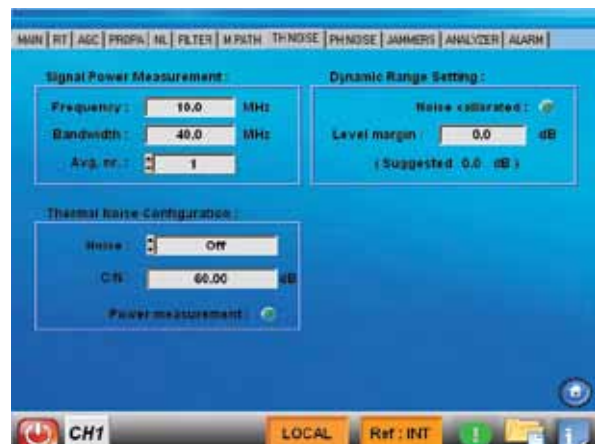 MAIN | RT | AGC | PROPA | NL | FILTER | M.PATH | TH NOISE | PH NOISE | JAMMERS | ANALYZER | ALARM
Signal Power Measurement :
Frequency : 10.0 MHz
Bandwidth : 40.0 MHz
Avg. nr. : 1
Dynamic Range Setting :
Noise calibrated :
Level margin : 0.0 dB
( Suggested 0.0 dB )
Thermal Noise Configuration :
Noise : Off
C/N : 60.00 dB
Power measurement :
CH1 LOCAL Ref : INT